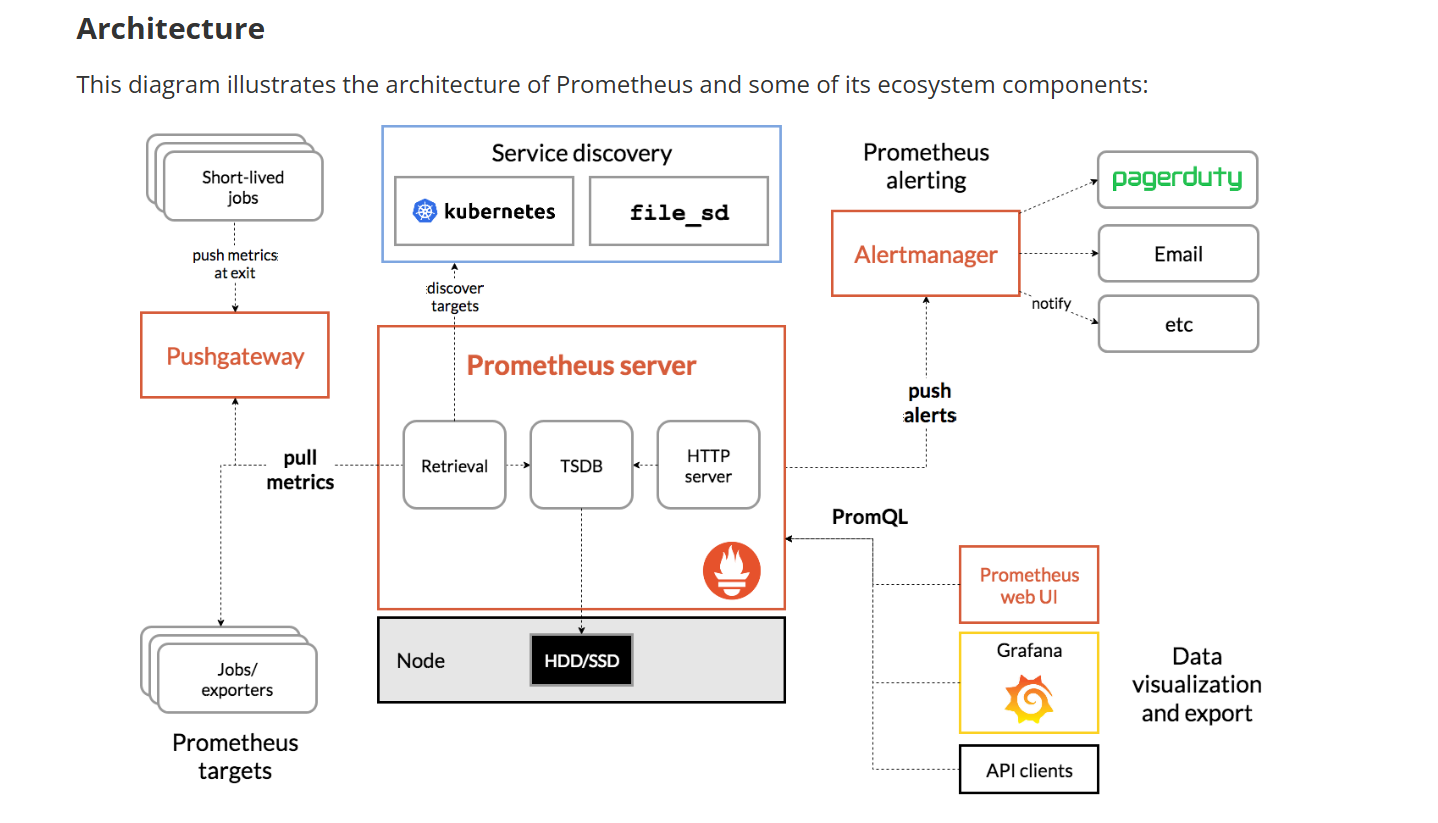 Architecture
This diagram illustrates the architecture of Prometheus and some of its ecosystem components:
Short-lived
jobs
push metrics
at exit
Pushgateway
pull
metrics
Jobs/
exporters
Prometheus
targets
Service discovery
kubernetes
file_sd
discover
targets
Prometheus server
Retrieval
TSDB
HTTP
server
Node
HDD/SSD
Prometheus
alerting
Alertmanager
pagerduty
Email
notify
etc
push
alerts
PromQL
Prometheus
web UI
Grafana
API clients
Data
visualization
and export